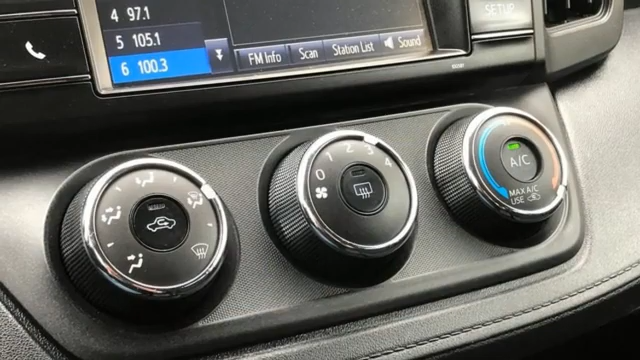 4 97.1
5 105.1
6 100.3
FM Info Scan Station List Sound
SETUP
0 1 2 3 4
A/C
MAX A/C
USE